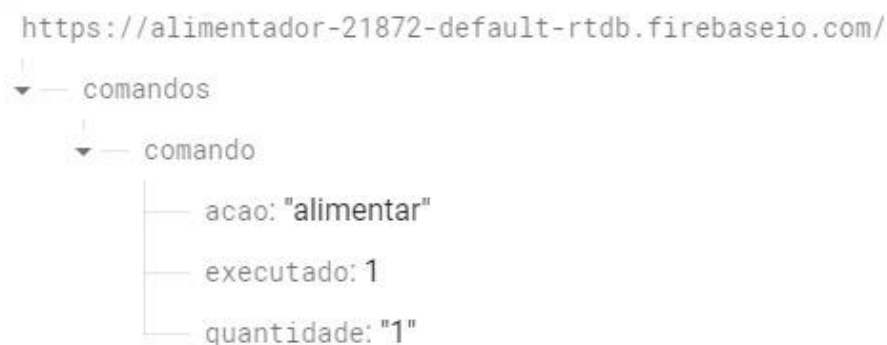 https://alimentador-21872-default-rtdb.firebaseio.com/
comandos
comando
acao: "alimentar"
executado: 1
quantidade: "1"